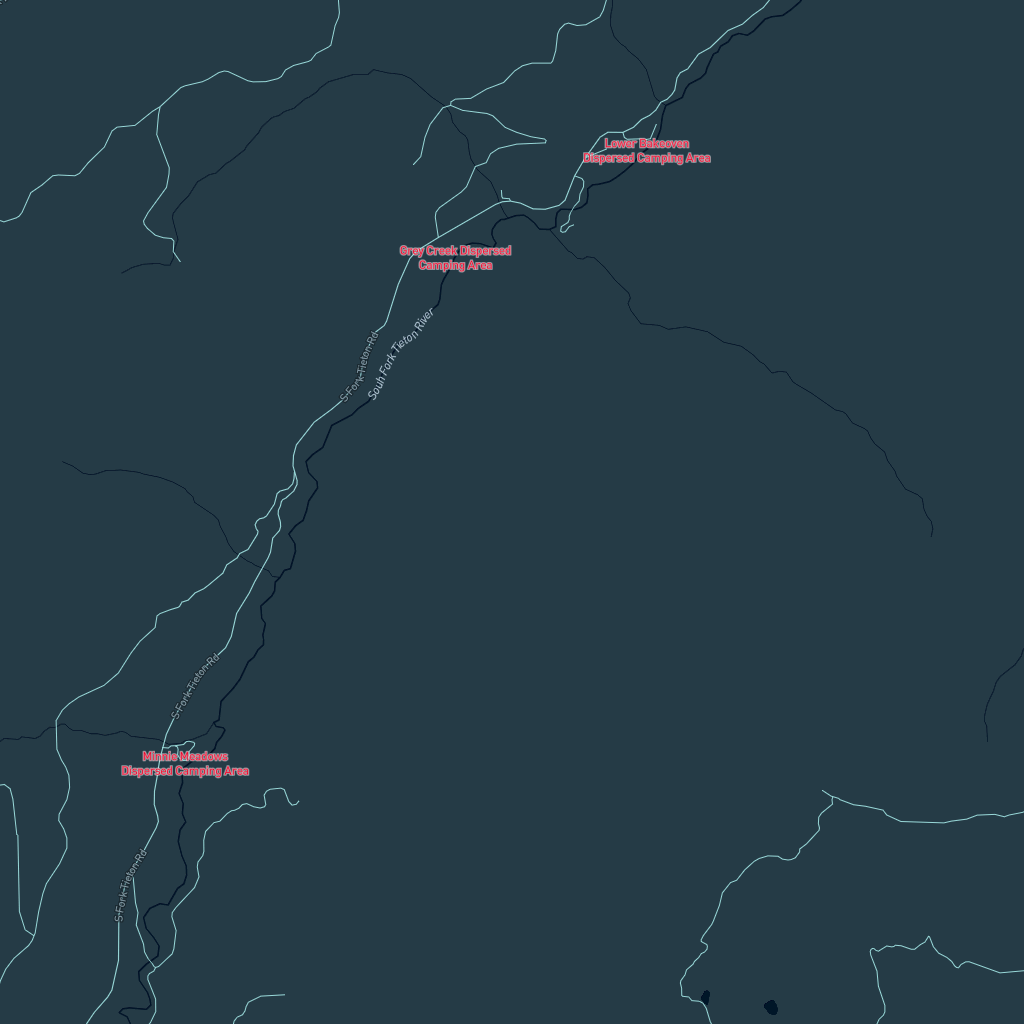 Lower Bakeoven
Dispersed Camping Area
Grey Creek Dispersed
Camping Area
S Fork Tieton Rd
Souh Fork Tieton River
S Fork Tieton Rd
Minnie Meadows
Dispersed Camping Area
S Fork Tieton Rd